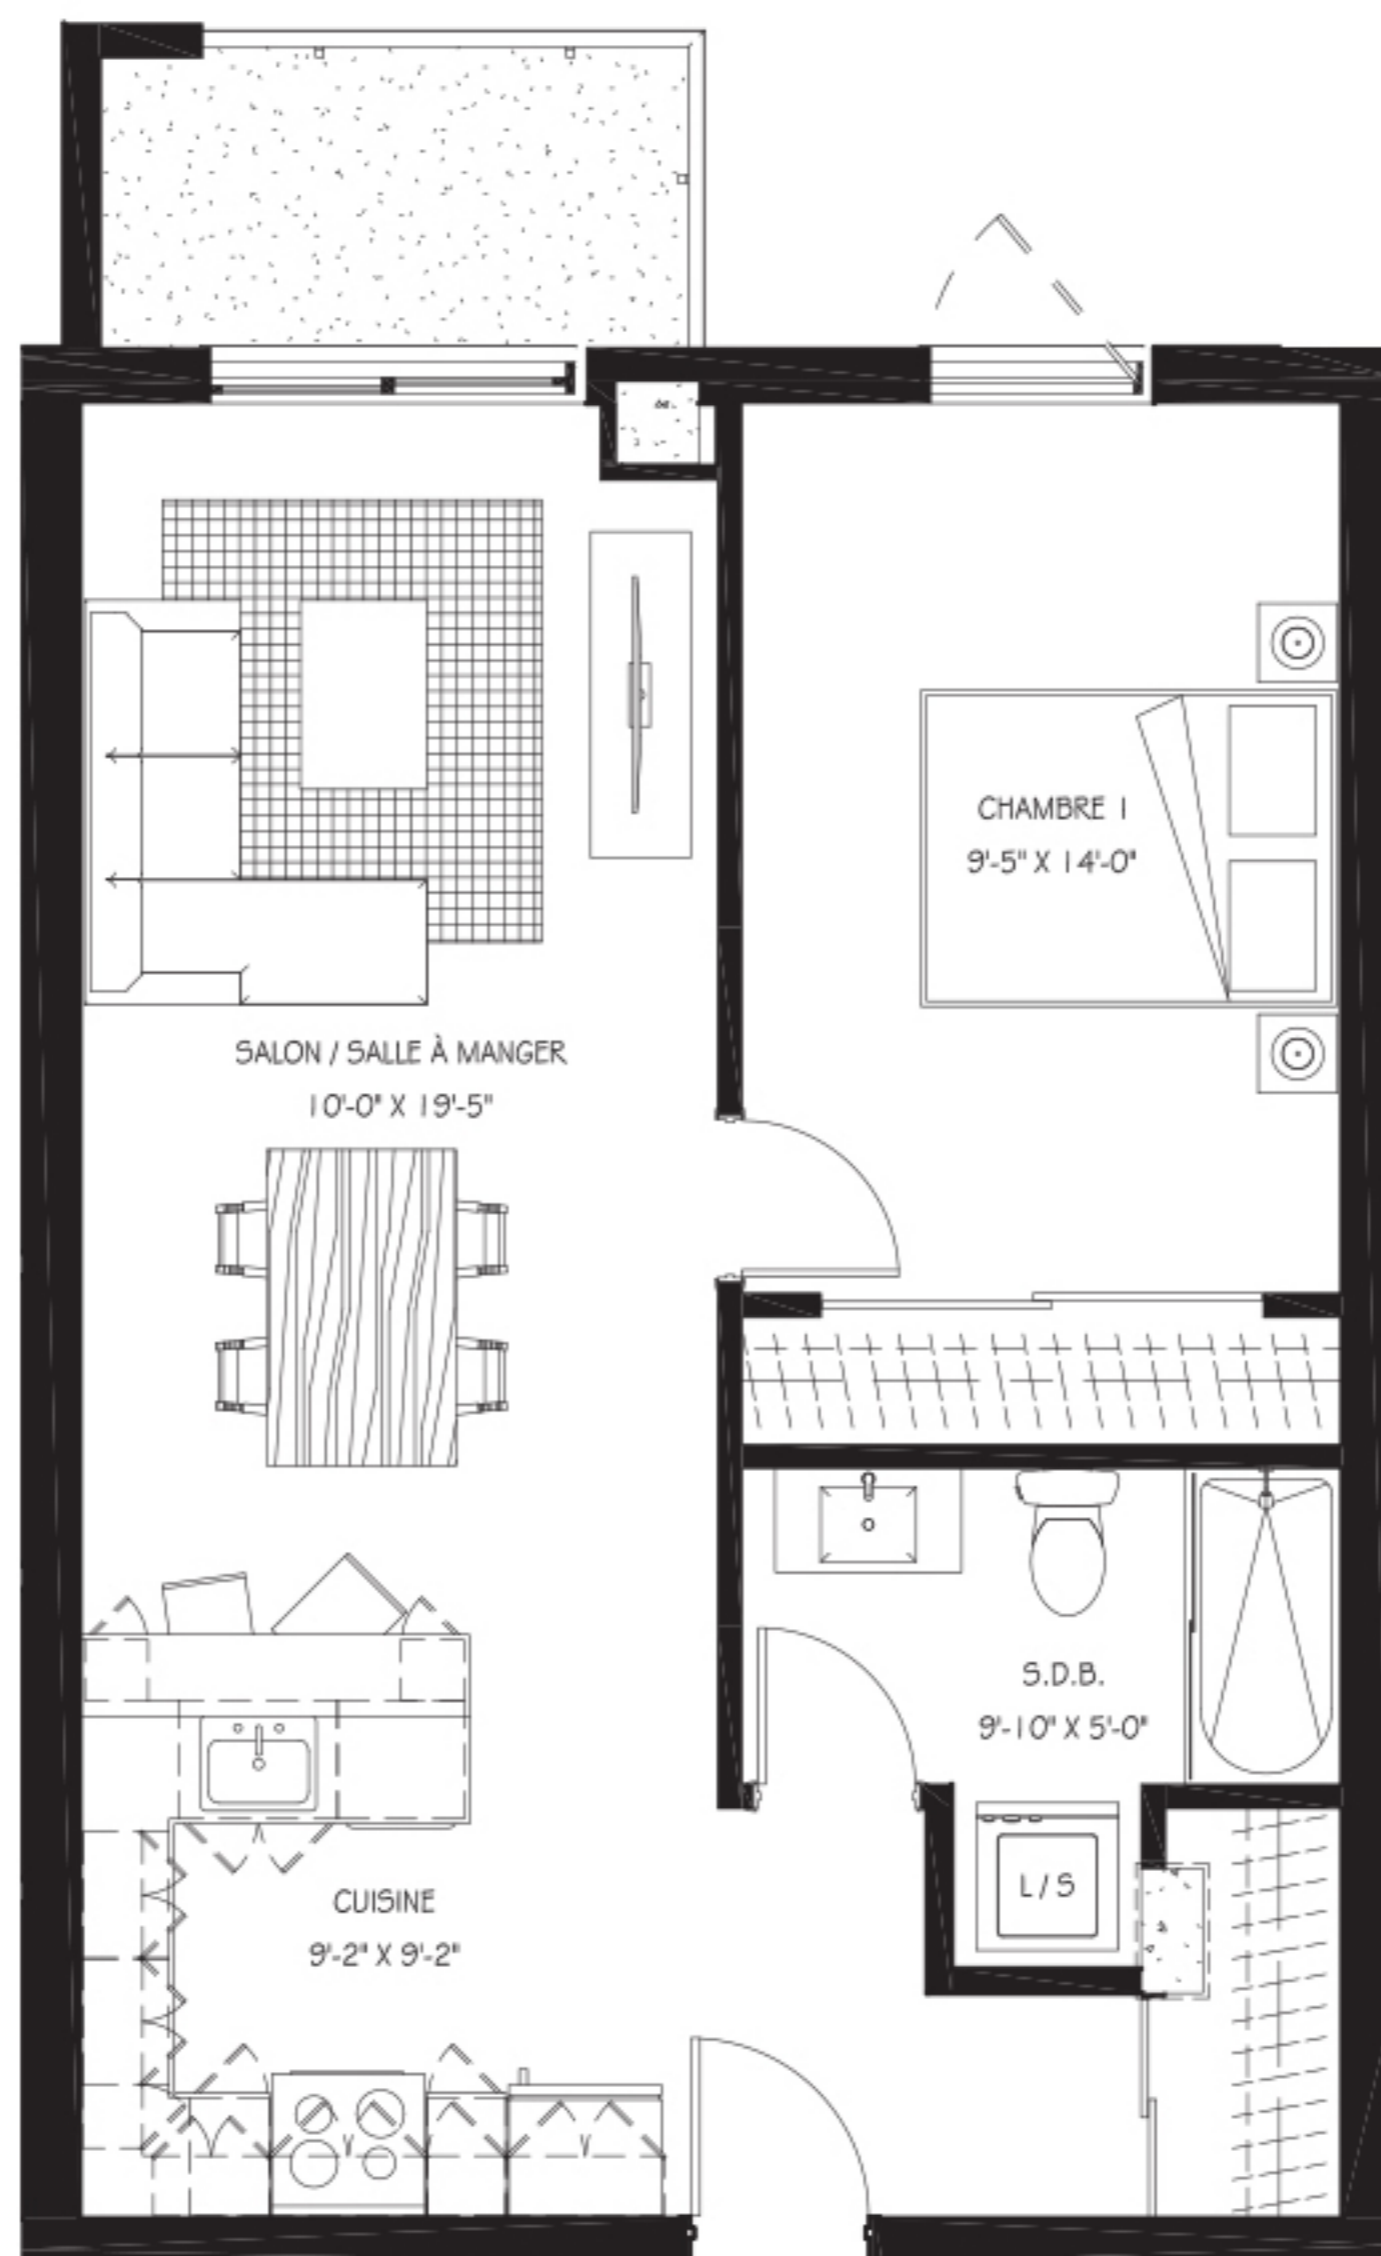 CHAMBRE 1
9'-5" X 14'-0"
SALON / SALLE À MANGER
10'-0" X 19'-5"
S.D.B.
9'-10" X 5'-0"
L / S
CUISINE
9'-2" X 9'-2"